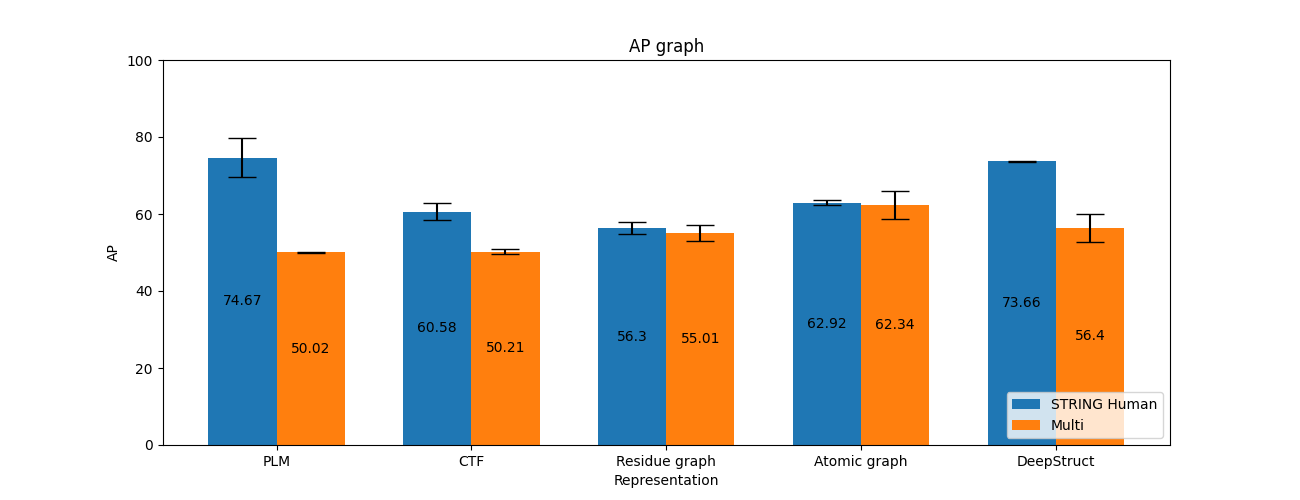 AP graph
100
80
60
40
20
0
AP
74.67
50.02
60.58
50.21
56.3
55.01
62.92
62.34
73.66
56.4
STRING Human
Multi
PLM
CTF
Residue graph
Atomic graph
DeepStruct
Representation